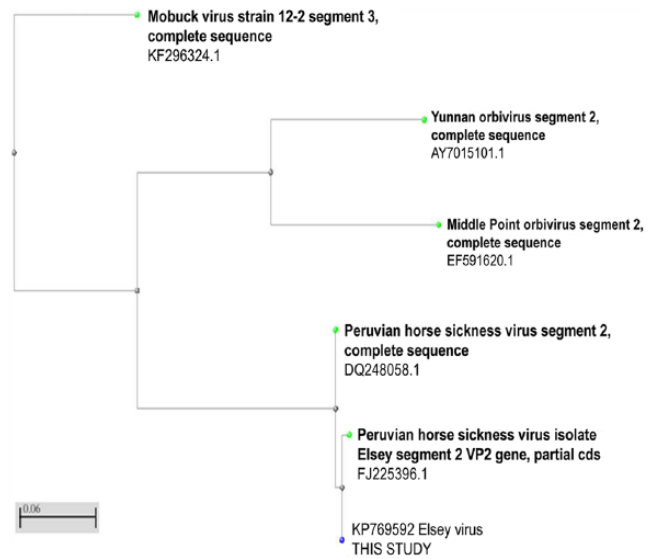 Mobuck virus strain 12-2 segment 3,
complete sequence
KF296324.1
Yunnan orbivirus segment 2,
complete sequence
AY7015101.1
Middle Point orbivirus segment 2,
complete sequence
EF591620.1
Peruvian horse sickness virus segment 2,
complete sequence
DQ248058.1
Peruvian horse sickness virus isolate
Elsey segment 2 VP2 gene, partial cds
FJ225396.1
KP769592 Elsey virus
THIS STUDY
0.06